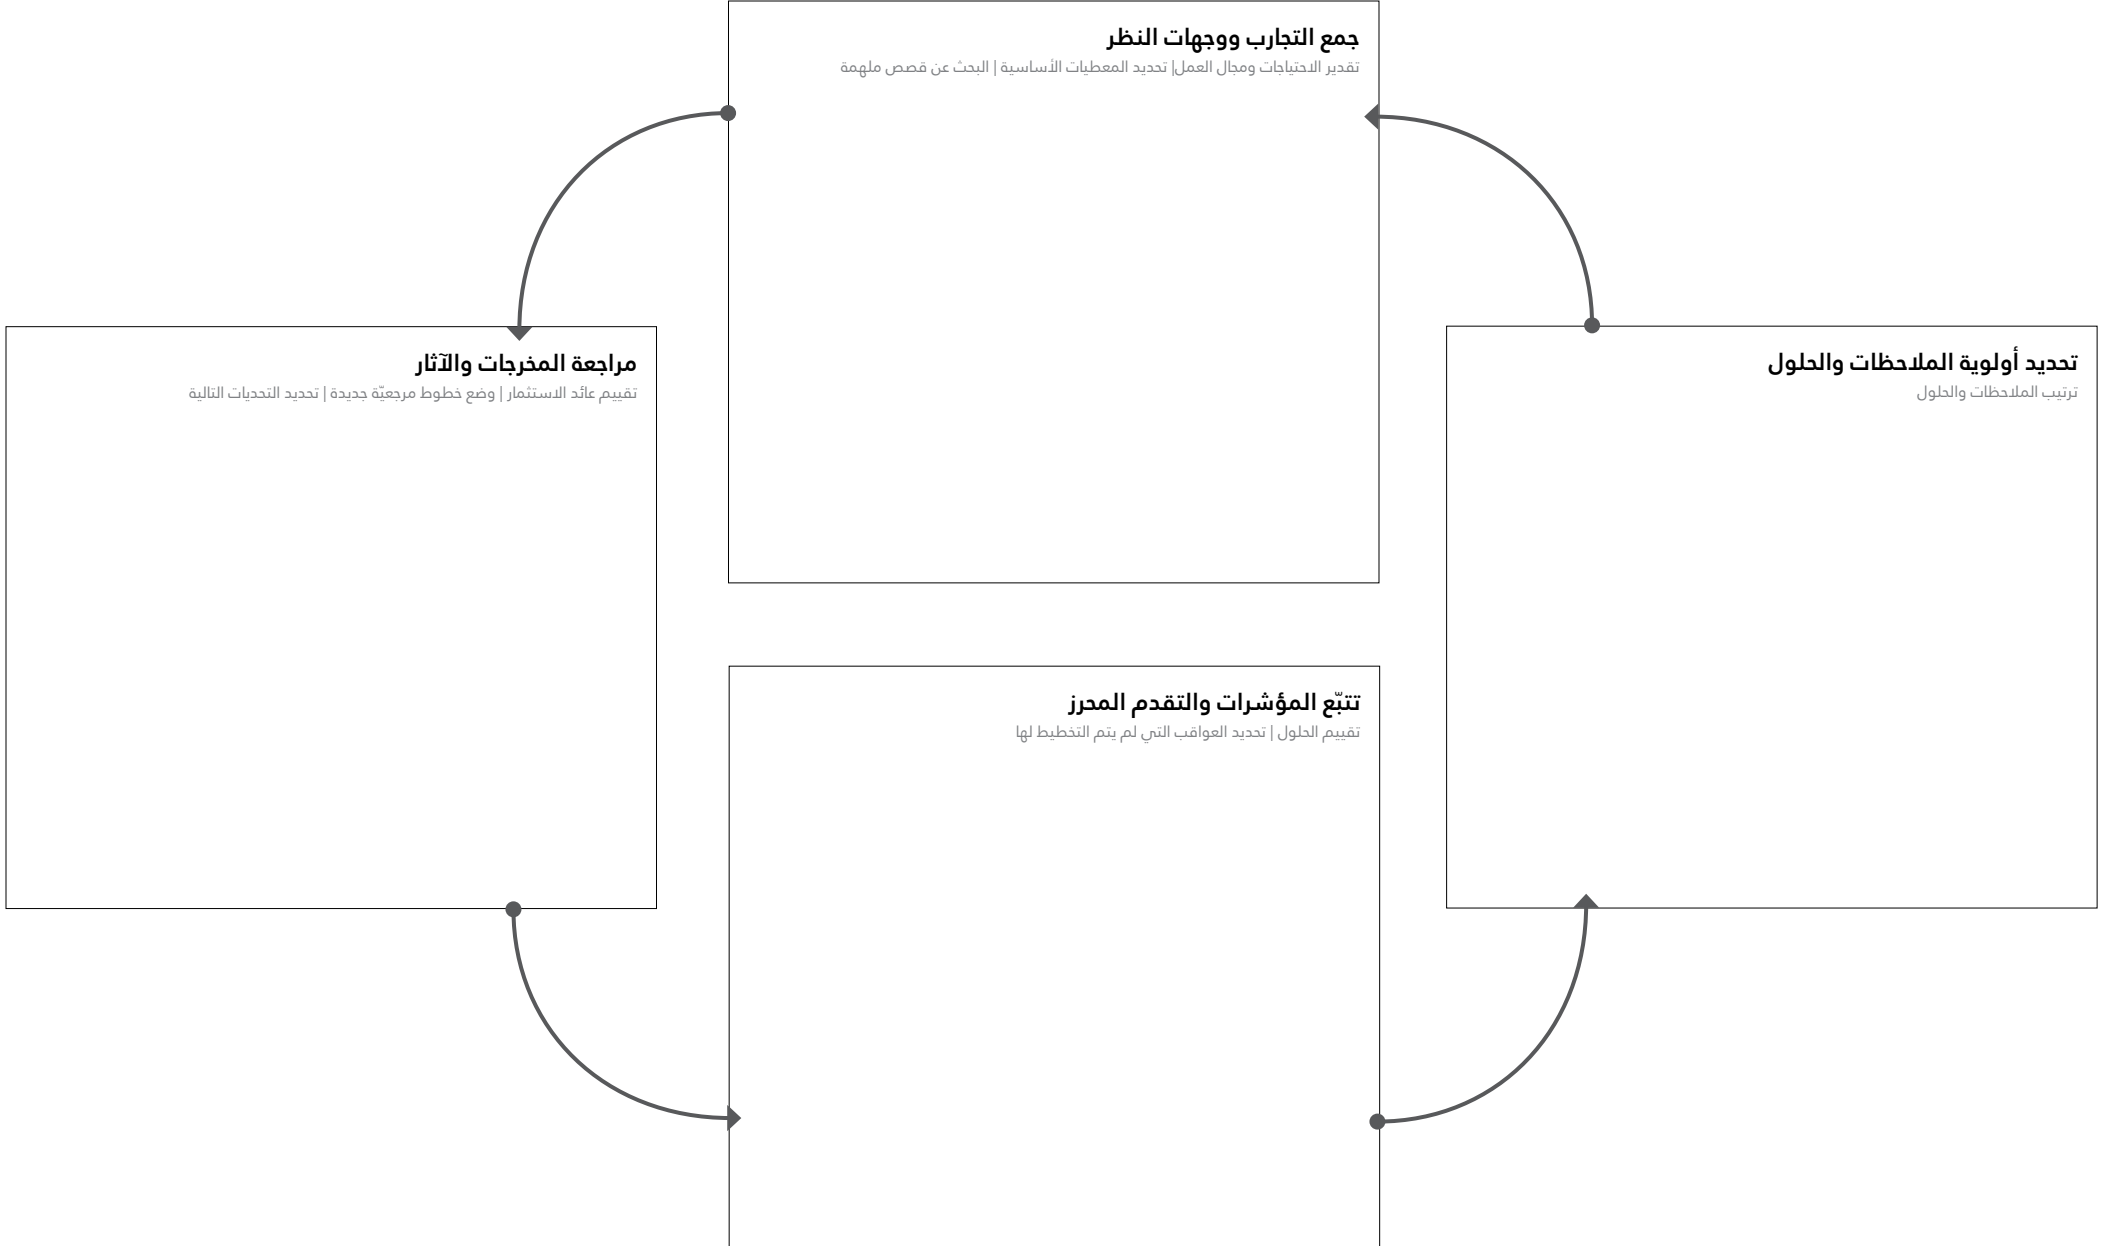 جمع التجارب ووجهات النظر
تقدير الاحتياجات ومجال العمل| تحديد المعطيات الأساسية | البحث عن قصص ملهمة
تحديد أولوية الملاحظات والحلول
ترتيب الملاحظات والحلول
مراجعة المخرجات والآثار
تقييم عائد الاستثمار | وضع خطوط مرجعيّة جديدة | تحديد التحديات التالية
تتبّع المؤشرات والتقدم المحرز
تقييم الحلول | تحديد العواقب التي لم يتم التخطيط لها